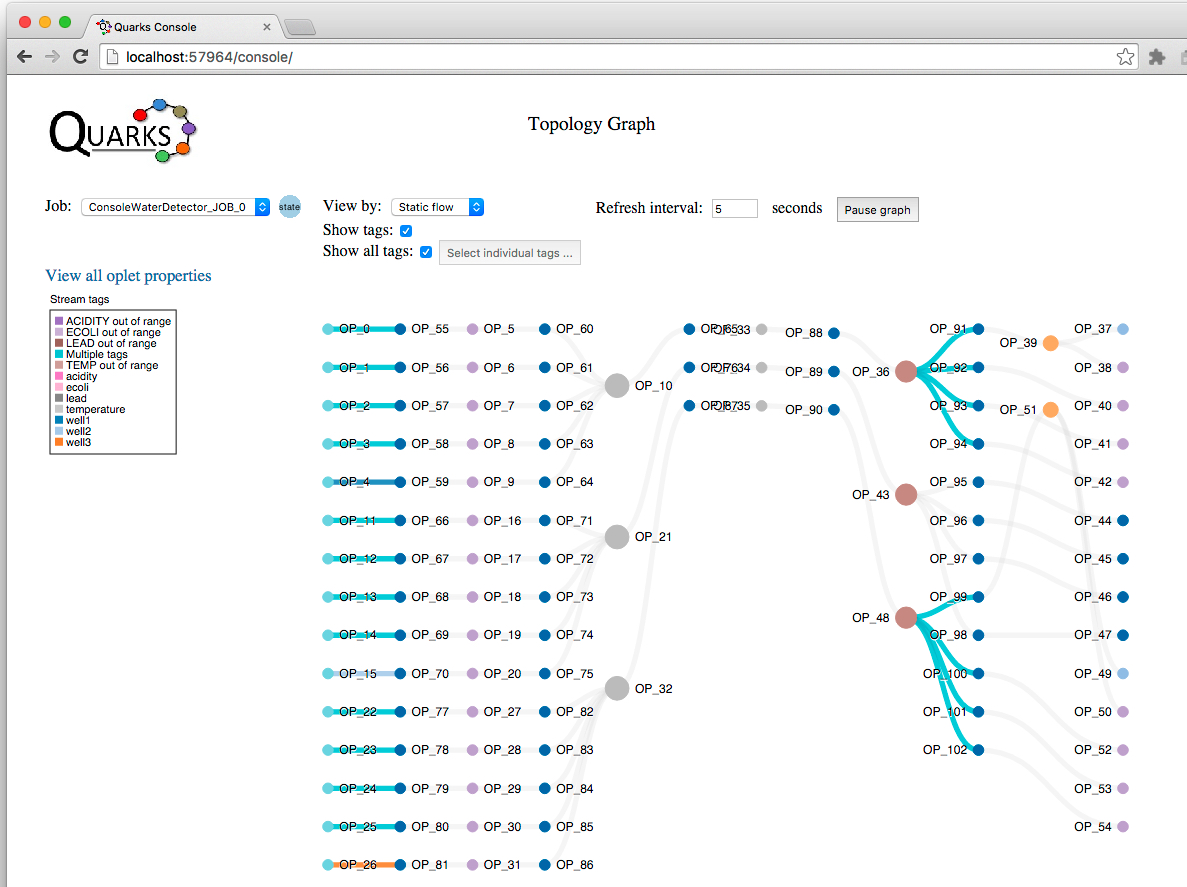 Quarks Console
localhost:57964/console/
QUARKS
Topology Graph
Job: ConsoleWaterDetector_JOB_0 state View by: Static flow Refresh interval: 5 seconds Pause graph
Show tags:
Show all tags: Select individual tags ...
View all oplet properties
Stream tags
ACIDITY out of range
ECOLI out of range
LEAD out of range
Multiple tags
TEMP out of range
acidity
ecoli
lead
temperature
well1
well2
well3
OP_0 OP_55 OP_5 OP_60 OP_65 OP_33 OP_88 OP_91 OP_39 OP_37
OP_1 OP_56 OP_6 OP_61 OP_10 OP_76 OP_34 OP_89 OP_36 OP_92 OP_38
OP_2 OP_57 OP_7 OP_62 OP_87 OP_35 OP_90 OP_93 OP_51 OP_40
OP_3 OP_58 OP_8 OP_63 OP_94 OP_41
OP_4 OP_59 OP_9 OP_64 OP_43 OP_95 OP_42
OP_11 OP_66 OP_16 OP_71 OP_21 OP_96 OP_44
OP_12 OP_67 OP_17 OP_72 OP_97 OP_45
OP_13 OP_68 OP_18 OP_73 OP_48 OP_99 OP_46
OP_14 OP_69 OP_19 OP_74 OP_98 OP_47
OP_15 OP_70 OP_20 OP_75 OP_32 OP_100 OP_49
OP_22 OP_77 OP_27 OP_82 OP_101 OP_50
OP_23 OP_78 OP_28 OP_83 OP_102 OP_52
OP_24 OP_79 OP_29 OP_84 OP_53
OP_25 OP_80 OP_30 OP_85 OP_54
OP_26 OP_81 OP_31 OP_86